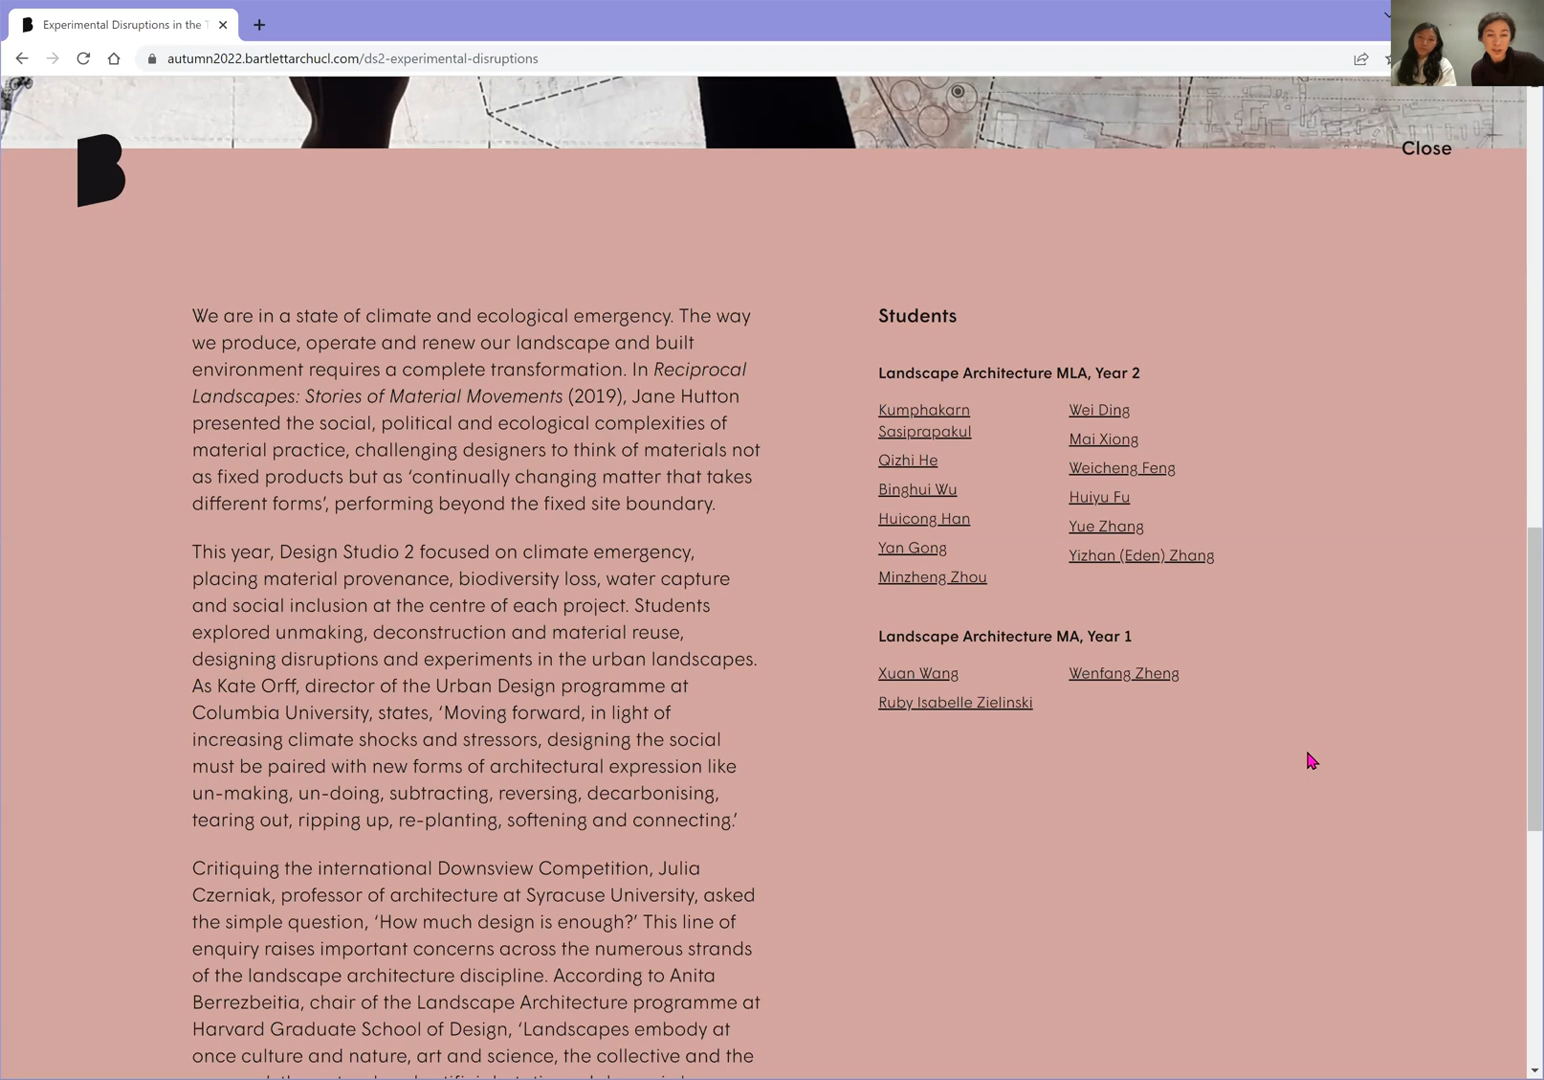 Experimental Disruptions in the
autumn2022.bartlettarchucl.com/ds2-experimental-disruptions
B
Close
We are in a state of climate and ecological emergency. The way
we produce, operate and renew our landscape and built
environment requires a complete transformation. In Reciprocal
Landscapes: Stories of Material Movements (2019), Jane Hutton
presented the social, political and ecological complexities of
material practice, challenging designers to think of materials not
as fixed products but as ‘continually changing matter that takes
different forms’, performing beyond the fixed site boundary.
This year, Design Studio 2 focused on climate emergency,
placing material provenance, biodiversity loss, water capture
and social inclusion at the centre of each project. Students
explored unmaking, deconstruction and material reuse,
designing disruptions and experiments in the urban landscapes.
As Kate Orff, director of the Urban Design programme at
Columbia University, states, ‘Moving forward, in light of
increasing climate shocks and stressors, designing the social
must be paired with new forms of architectural expression like
un-making, un-doing, subtracting, reversing, decarbonising,
tearing out, ripping up, re-planting, softening and connecting.’
Critiquing the international Downsview Competition, Julia
Czerniak, professor of architecture at Syracuse University, asked
the simple question, ‘How much design is enough?’ This line of
enquiry raises important concerns across the numerous strands
of the landscape architecture discipline. According to Anita
Berrezbeitia, chair of the Landscape Architecture programme at
Harvard Graduate School of Design, ‘Landscapes embody at
once culture and nature, art and science, the collective and the
Students
Landscape Architecture MLA, Year 2
Kumphakarn
Sasiprapakul
Qizhi He
Binghui Wu
Huicong Han
Yan Gong
Minzheng Zhou
Wei Ding
Mai Xiong
Weicheng Feng
Huiyu Fu
Yue Zhang
Yizhan (Eden) Zhang
Landscape Architecture MA, Year 1
Xuan Wang
Ruby Isabelle Zielinski
Wenfang Zheng